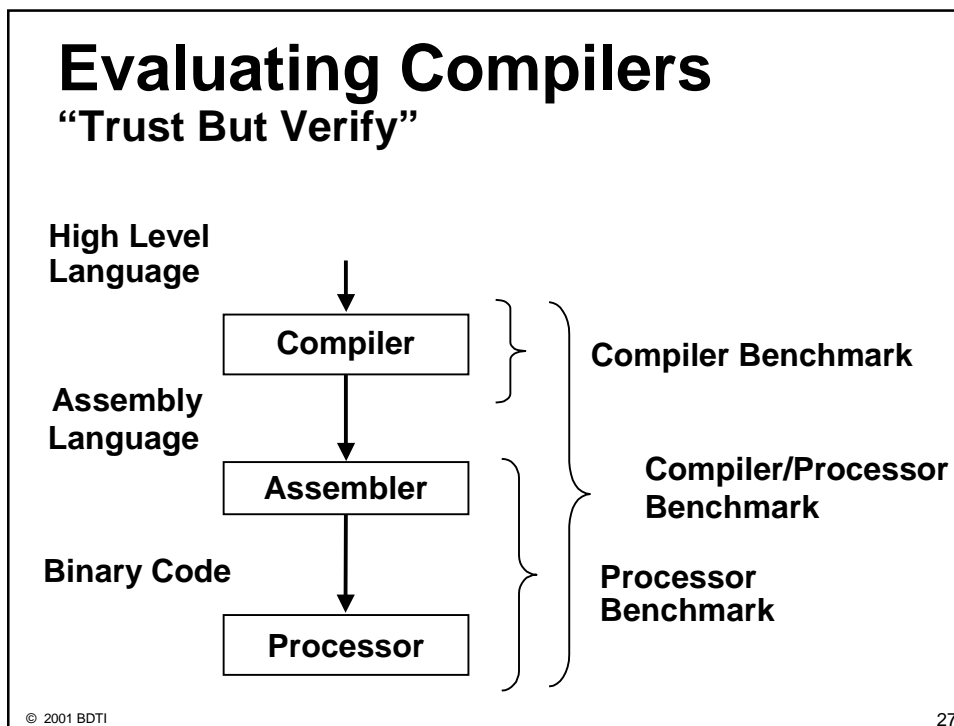 Evaluating Compilers
“Trust But Verify”
High Level
Language
Compiler
Compiler Benchmark
Assembly
Language
Assembler
Compiler/Processor
Benchmark
Binary Code
Processor
Benchmark
Processor
© 2001 BDTI
27